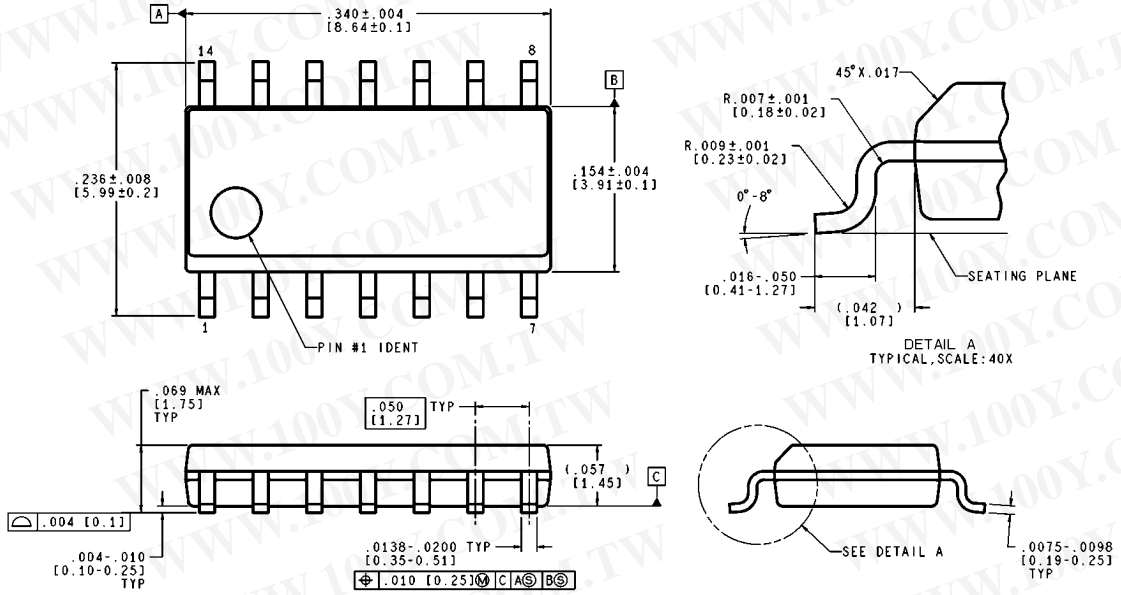 A
.340±.004
[8.64±0.1]
14
8
B
.236±.008
[5.99±0.2]
.154±.004
[3.91±0.1]
1
7
PIN #1 IDENT
45°X.017
R.007±.001
[0.18±0.02]
R.009±.001
[0.23±0.02]
0°-8°
.016-.050
[0.41-1.27]
SEATING PLANE
(.042 )
[1.07]
DETAIL A
TYPICAL,SCALE:40X
.069 MAX
[1.75]
TYP
.050 TYP
[1.27]
(.057 )
[1.45]
C
⌓ .004 [0.1]
.004-.010
[0.10-0.25]
TYP
.0138-.0200 TYP
[0.35-0.51]
⌖ .010 [0.25]Ⓜ C AⓈ BⓈ
SEE DETAIL A
.0075-.0098
[0.19-0.25]
TYP
WWW.100Y.COM.TW